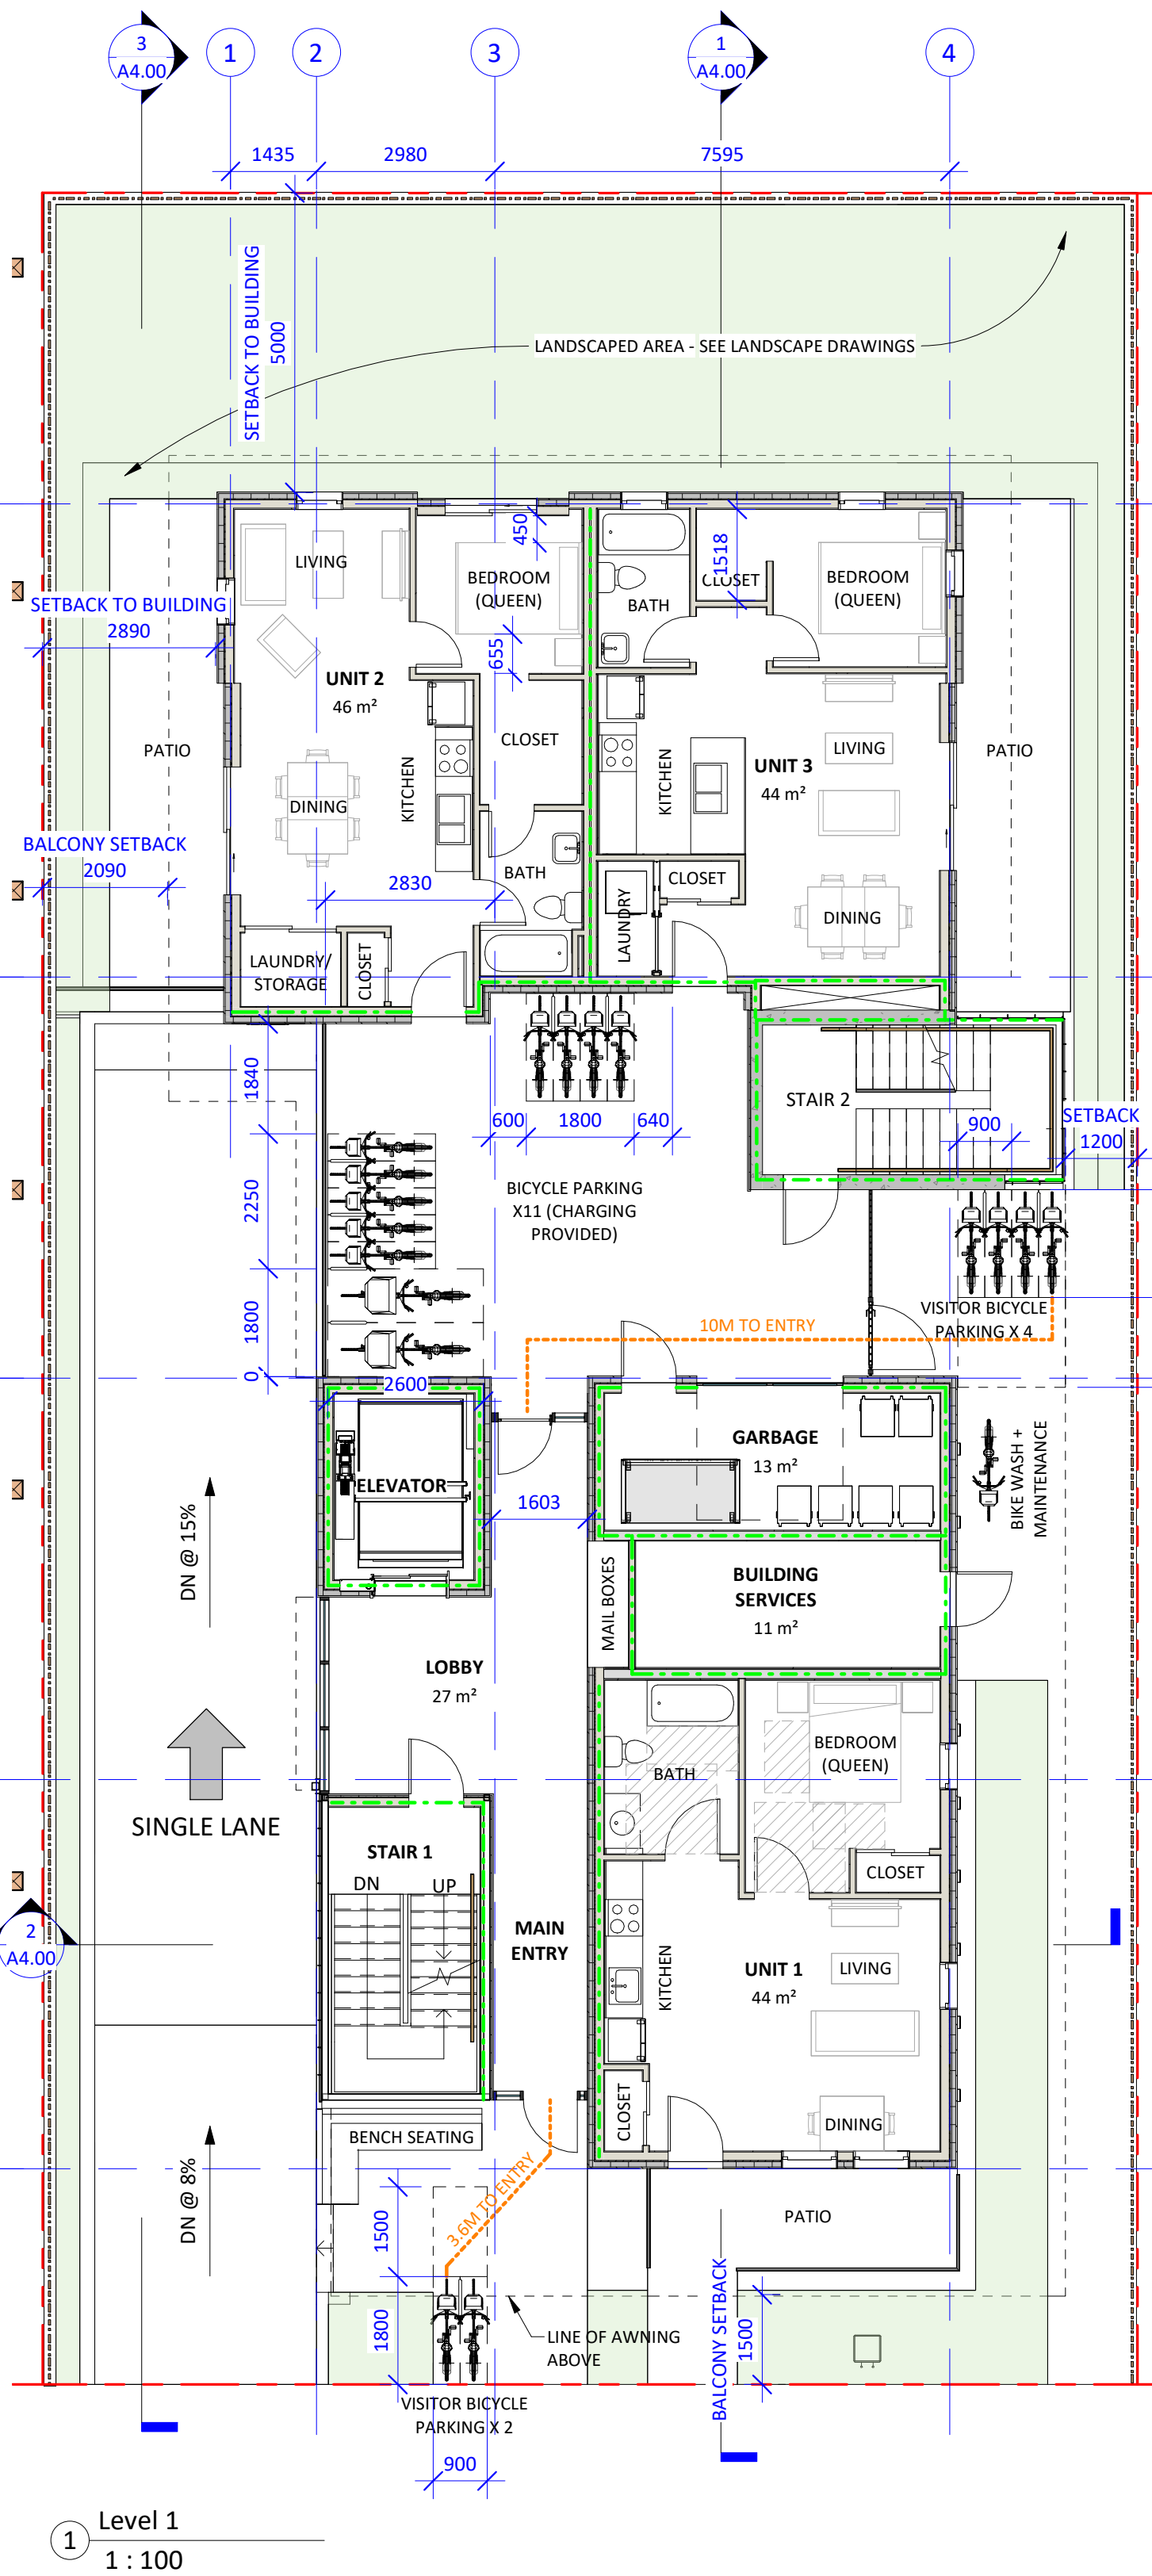 3
A4.00
1
2
3
1
A4.00
4
1435
2980
7595
SETBACK TO BUILDING
5000
LANDSCAPED AREA - SEE LANDSCAPE DRAWINGS
LIVING
450
BEDROOM
(QUEEN)
1518
CLOSET
BATH
BEDROOM
(QUEEN)
SETBACK TO BUILDING
2890
655
UNIT 2
46 m²
PATIO
CLOSET
KITCHEN
DINING
KITCHEN
LIVING
UNIT 3
44 m²
PATIO
BALCONY SETBACK
2090
2830
BATH
CLOSET
LAUNDRY
DINING
LAUNDRY/
STORAGE
CLOSET
1840
600
1800
640
STAIR 2
900
SETBACK
1200
2250
BICYCLE PARKING
X11 (CHARGING
PROVIDED)
1800
0
10M TO ENTRY
VISITOR BICYCLE
PARKING X 4
2600
ELEVATOR
1603
GARBAGE
13 m²
BIKE WASH +
MAINTENANCE
DN @ 15%
MAIL BOXES
BUILDING
SERVICES
11 m²
LOBBY
27 m²
BATH
BEDROOM
(QUEEN)
SINGLE LANE
STAIR 1
DN
UP
CLOSET
2
A4.00
MAIN
ENTRY
KITCHEN
UNIT 1
44 m²
LIVING
CLOSET
DINING
BENCH SEATING
DN @ 8%
3.6M TO ENTRY
1500
PATIO
1800
LINE OF AWNING
ABOVE
BALCONY SETBACK
1500
VISITOR BICYCLE
PARKING X 2
900
1
Level 1
1 : 100